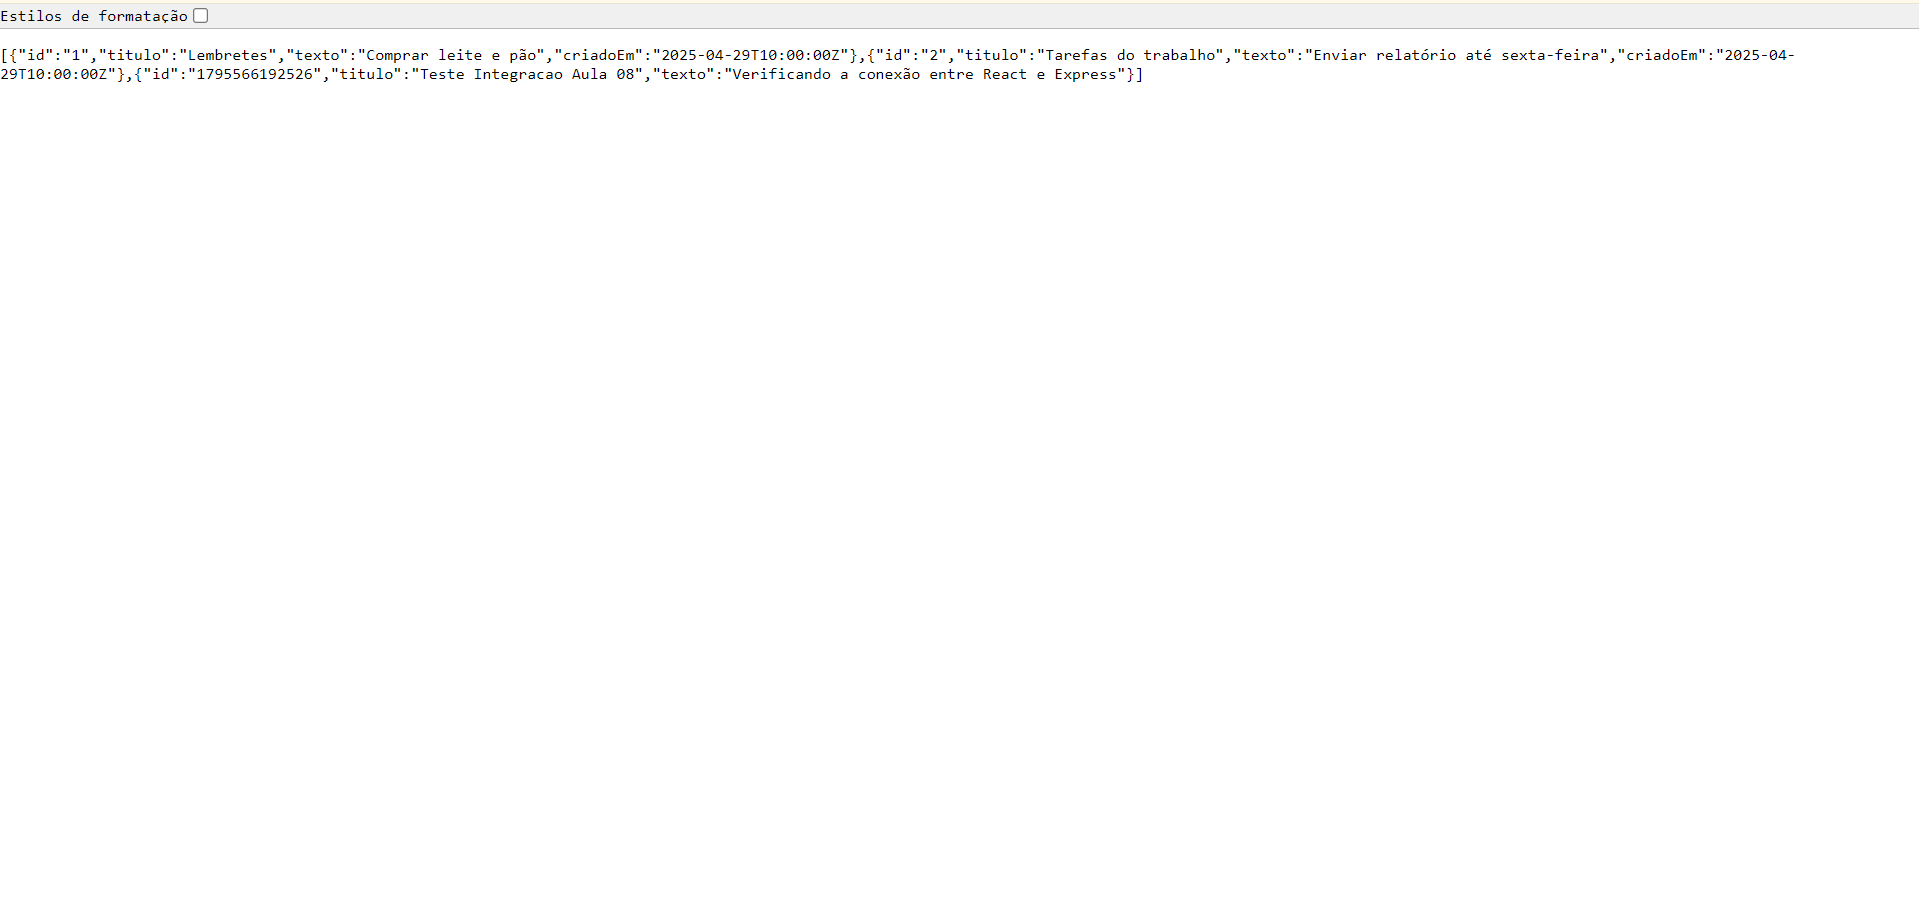 Estilos de formatação
[{"id":"1","titulo":"Lembretes","texto":"Comprar leite e pão","criadoEm":"2025-04-29T10:00:00Z"},{"id":"2","titulo":"Tarefas do trabalho","texto":"Enviar relatório até sexta-feira","criadoEm":"2025-04-
29T10:00:00Z"},{"id":"1795566192526","titulo":"Teste Integracao Aula 08","texto":"Verificando a conexão entre React e Express"}]